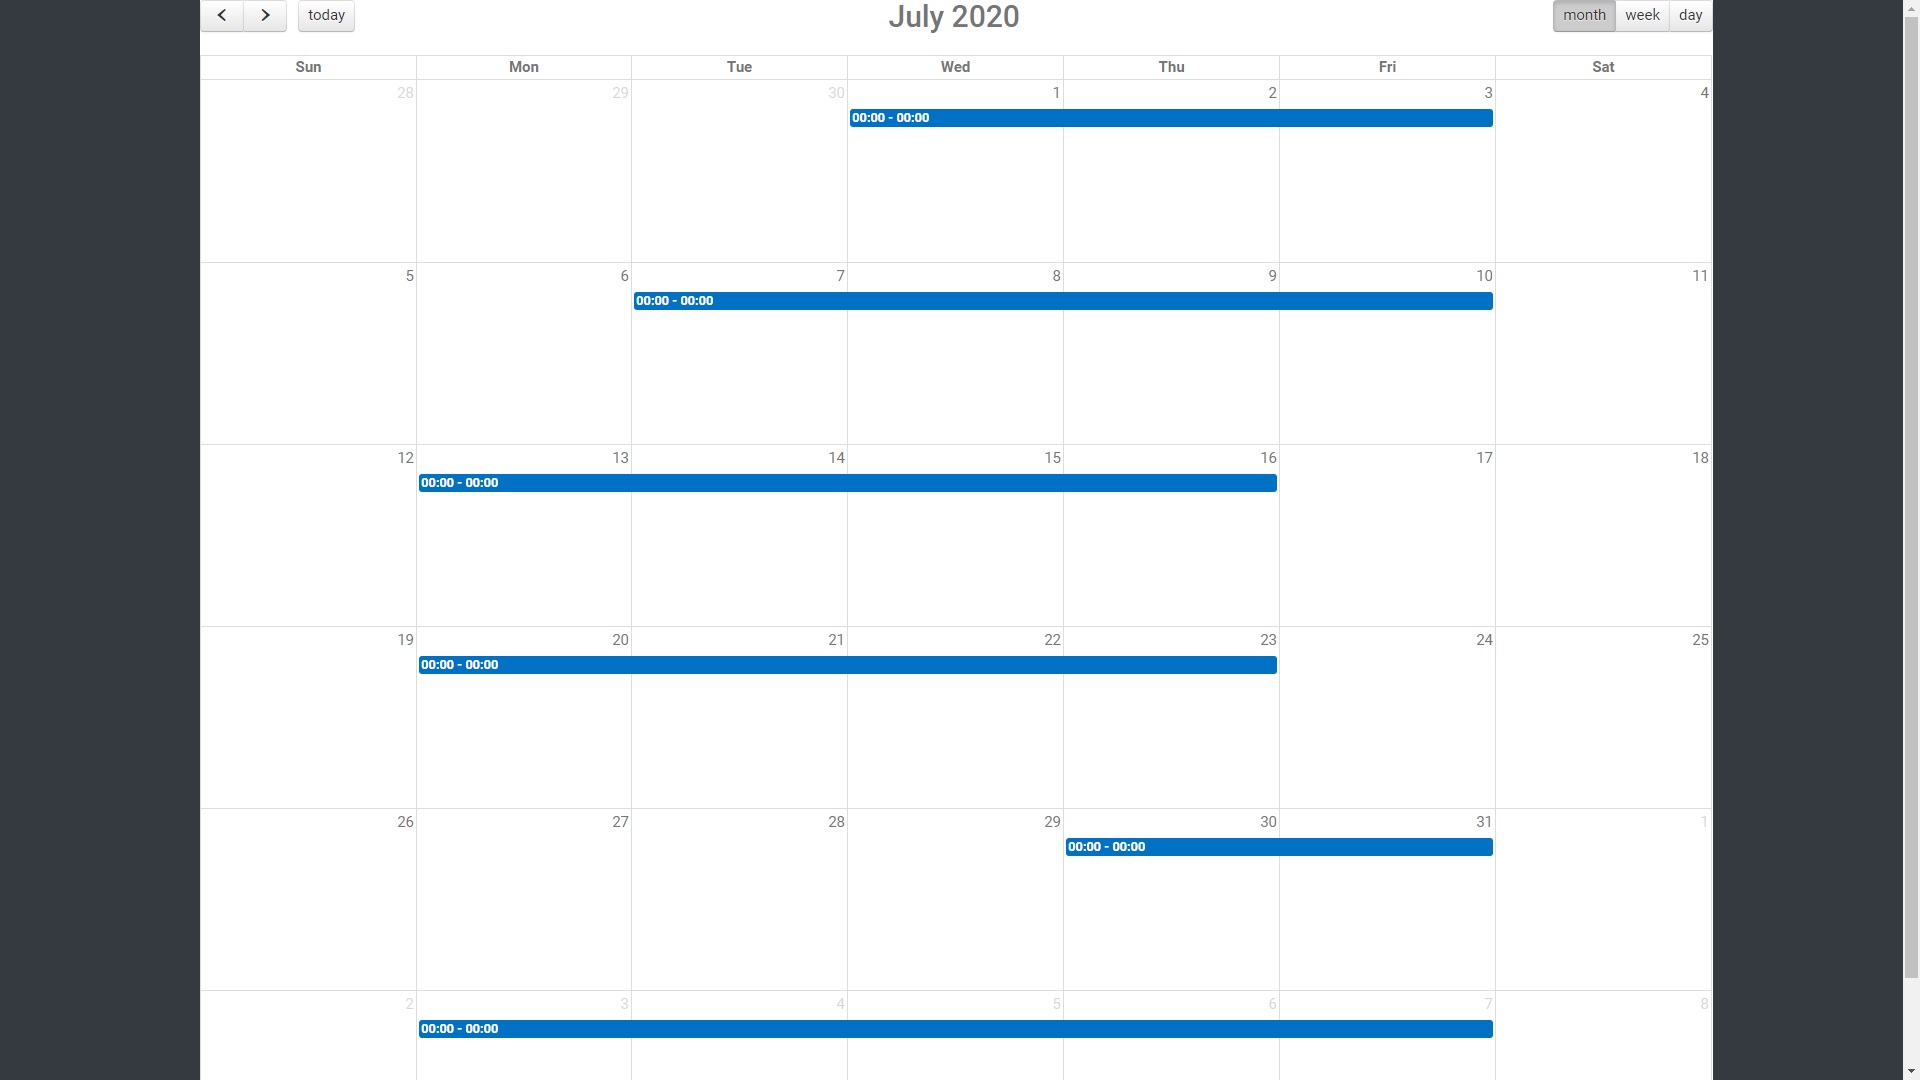 today
July 2020
month week day
Sun Mon Tue Wed Thu Fri Sat
28 29 30 1 2 3 4
00:00 - 00:00
5 6 7 8 9 10 11
00:00 - 00:00
12 13 14 15 16 17 18
00:00 - 00:00
19 20 21 22 23 24 25
00:00 - 00:00
26 27 28 29 30 31 1
00:00 - 00:00
2 3 4 5 6 7 8
00:00 - 00:00